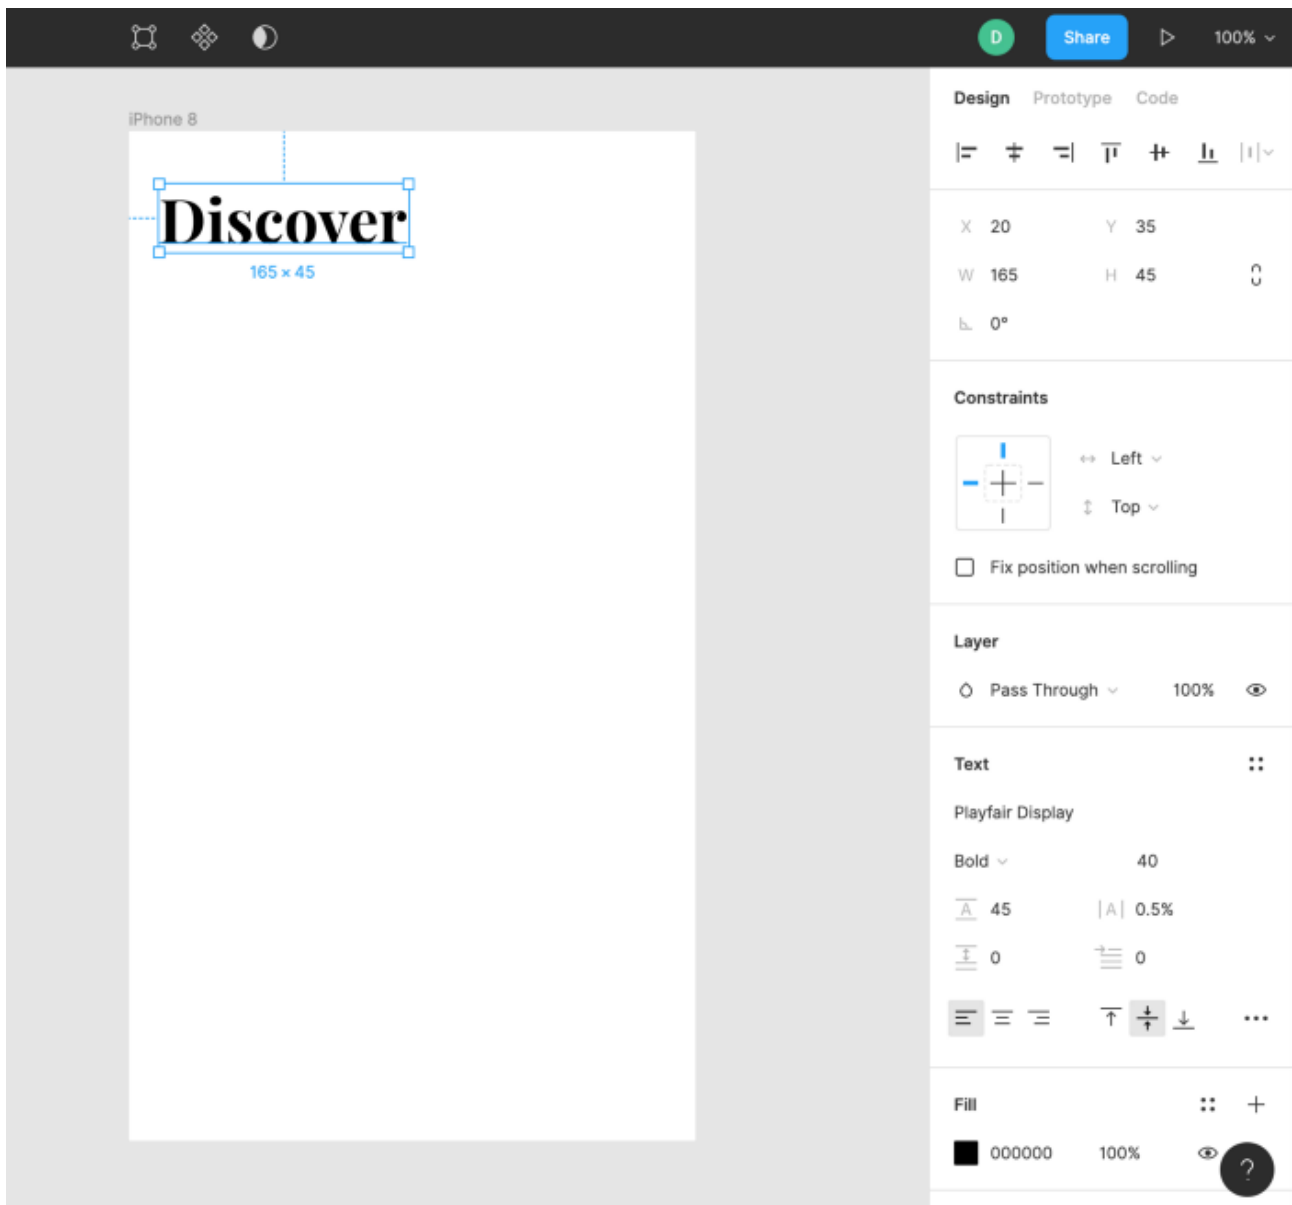 D Share 100%
Design Prototype Code
iPhone 8
Discover
165 × 45
X 20 Y 35
W 165 H 45
0°
Constraints
Left
Top
Fix position when scrolling
Layer
Pass Through 100%
Text
Playfair Display
Bold 40
A 45 |A| 0.5%
0 0
Fill
000000 100%
?